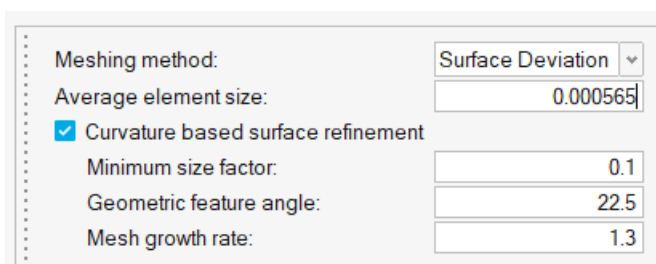 Meshing method: Surface Deviation
Average element size: 0.000565
Curvature based surface refinement
Minimum size factor: 0.1
Geometric feature angle: 22.5
Mesh growth rate: 1.3